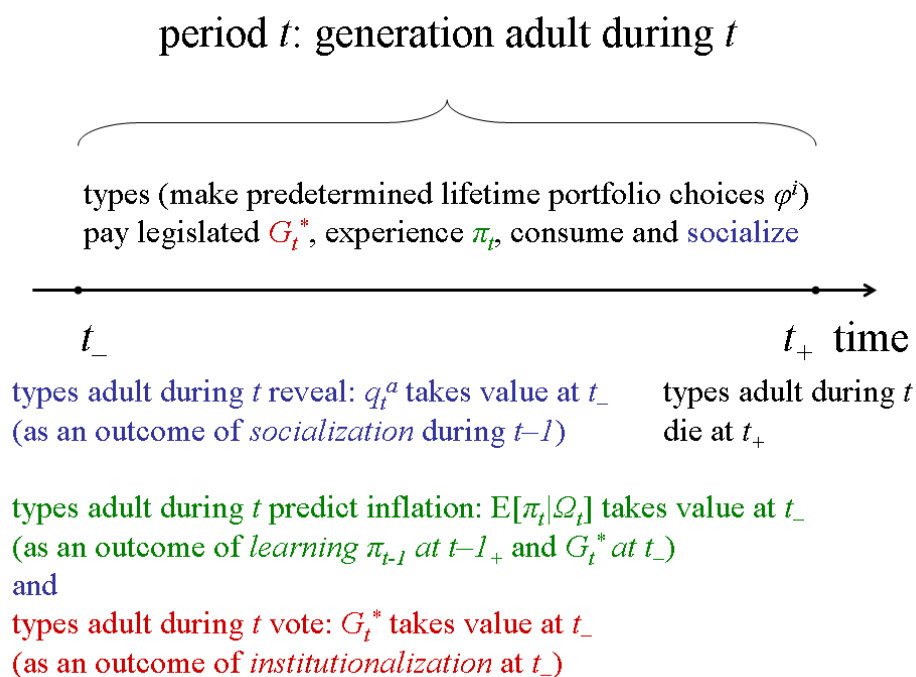 period t: generation adult during t
types (make predetermined lifetime portfolio choices φⁱ)
pay legislated Gₜ*, experience πₜ, consume and socialize
t₋
t₊ time
types adult during t reveal: qₜᵃ takes value at t₋
(as an outcome of socialization during t–1)
types adult during t
die at t₊
types adult during t predict inflation: E[πₜ|Ωₜ] takes value at t₋
(as an outcome of learning πₜ₋₁ at t–1₊ and Gₜ* at t₋)
and
types adult during t vote: Gₜ* takes value at t₋
(as an outcome of institutionalization at t₋)